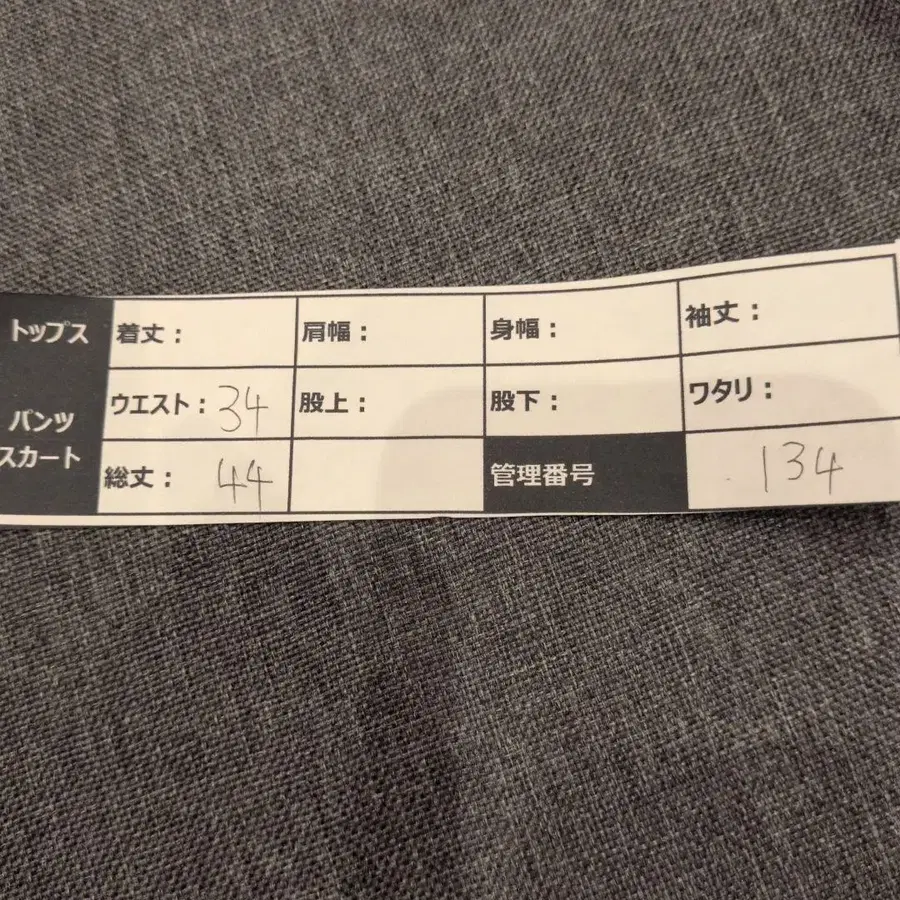 トップス 着丈： 肩幅： 身幅： 袖丈：
パンツ ウエスト：34 股上： 股下： ワタリ：
スカート 総丈：44 管理番号 134